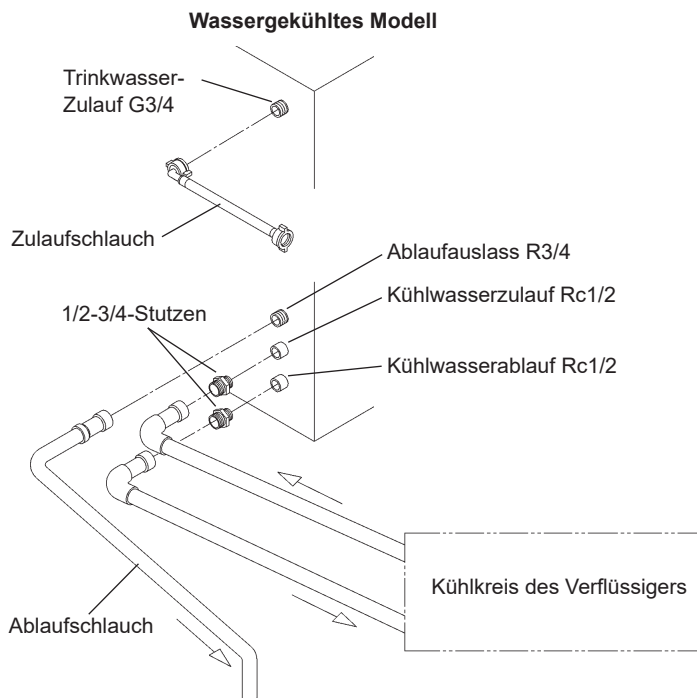 Wassergekühltes Modell
Trinkwasser-
Zulauf G3/4
Zulaufschlauch
Ablaufauslass R3/4
1/2-3/4-Stutzen
Kühlwasserzulauf Rc1/2
Kühlwasserablauf Rc1/2
Kühlkreis des Verflüssigers
Ablaufschlauch